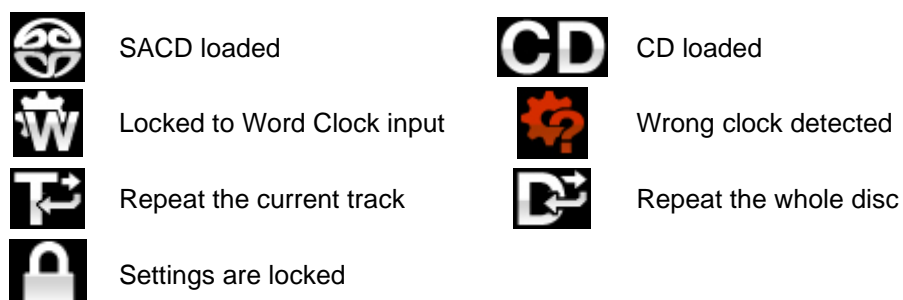 SACD loaded
CD CD loaded
W Locked to Word Clock input
? Wrong clock detected
T Repeat the current track
D Repeat the whole disc
Settings are locked